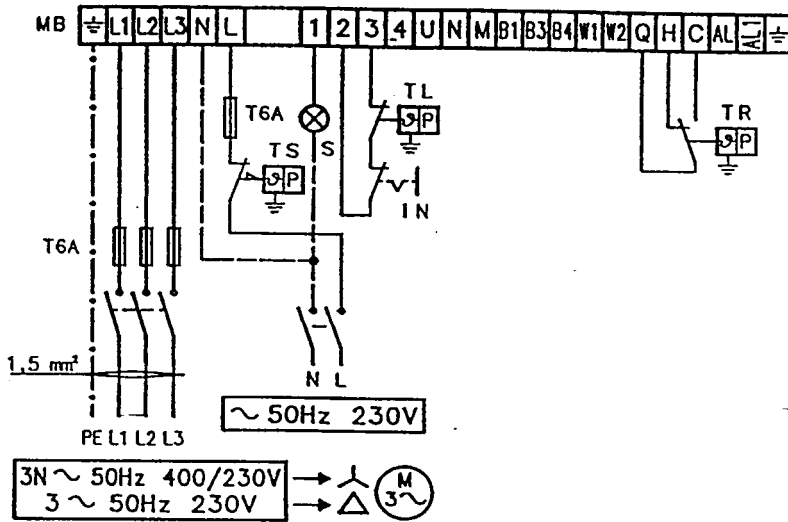 MB ⏚ L1 L2 L3 N L 1 2 3 4 U N M B1 B3 B4 W1 W2 Q H C AL AL1 ⏚
TL
T6A
ϑ P
TR
S
ϑ P
TS
ϑ P
IN
T6A
1,5 mm²
N L
~ 50Hz 230V
PE L1 L2 L3
3N ~ 50Hz 400/230V
M
3 ~ 50Hz 230V
3~